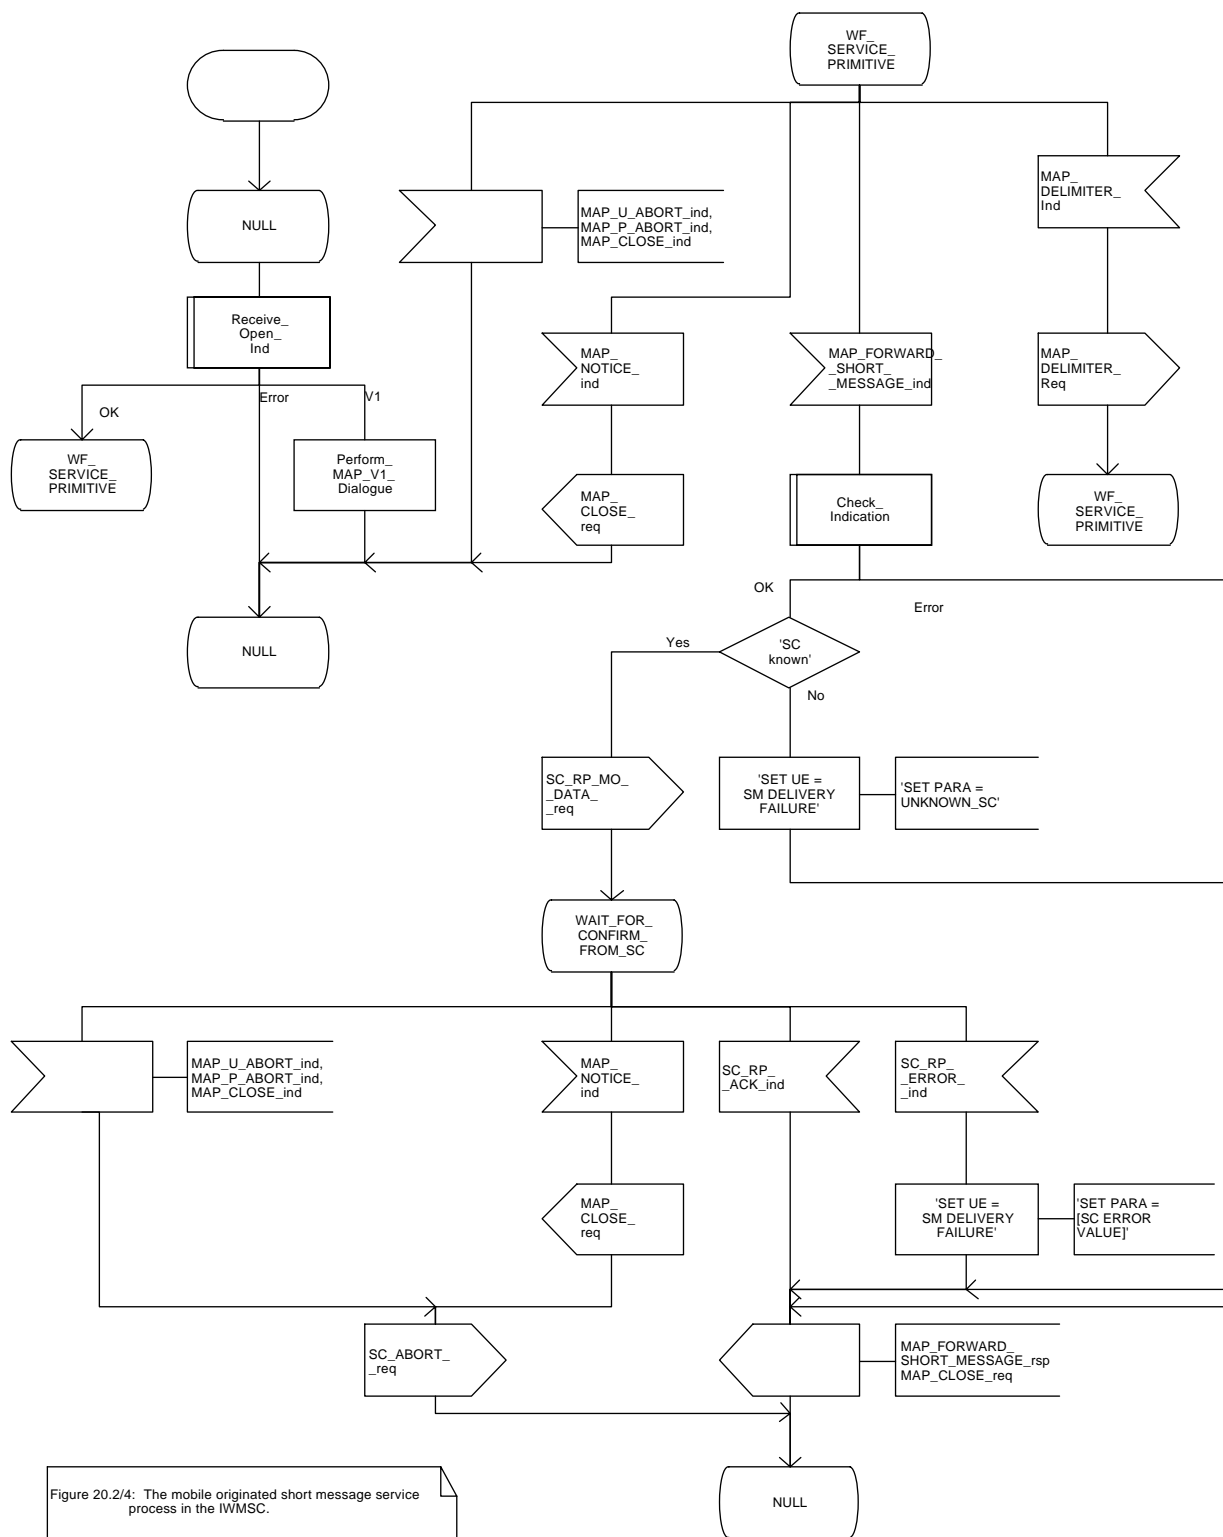 WF_
SERVICE_
PRIMITIVE
NULL
MAP_U_ABORT_ind,
MAP_P_ABORT_ind,
MAP_CLOSE_ind
MAP_
DELIMITER_
Ind
Receive_
Open_
Ind
MAP_
NOTICE_
ind
MAP_FORWARD_
_SHORT_
_MESSAGE_ind
MAP_
DELIMITER_
Req
OK
Error
V1
WF_
SERVICE_
PRIMITIVE
Perform_
MAP_V1_
Dialogue
MAP_
CLOSE_
req
Check_
Indication
WF_
SERVICE_
PRIMITIVE
OK
Error
NULL
Yes
'SC
known'
No
SC_RP_MO_
_DATA_
_req
'SET UE =
SM DELIVERY
FAILURE'
'SET PARA =
UNKNOWN_SC'
WAIT_FOR_
CONFIRM_
FROM_SC
MAP_U_ABORT_ind,
MAP_P_ABORT_ind,
MAP_CLOSE_ind
MAP_
NOTICE_
ind
SC_RP_
_ACK_ind
SC_RP_
_ERROR_
_ind
MAP_
CLOSE_
req
'SET UE =
SM DELIVERY
FAILURE'
'SET PARA =
[SC ERROR
VALUE]'
SC_ABORT_
_req
MAP_FORWARD_
SHORT_MESSAGE_rsp
MAP_CLOSE_req
NULL
Figure 20.2/4: The mobile originated short message service
process in the IWMSC.